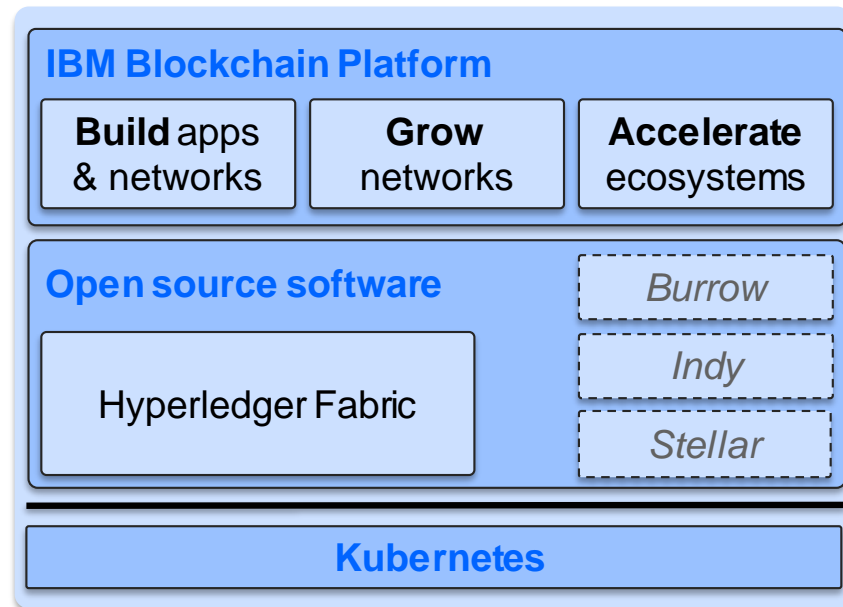 IBM Blockchain Platform
Build apps
& networks
Grow
networks
Accelerate
ecosystems
Open source software
Hyperledger Fabric
Burrow
Indy
Stellar
Kubernetes